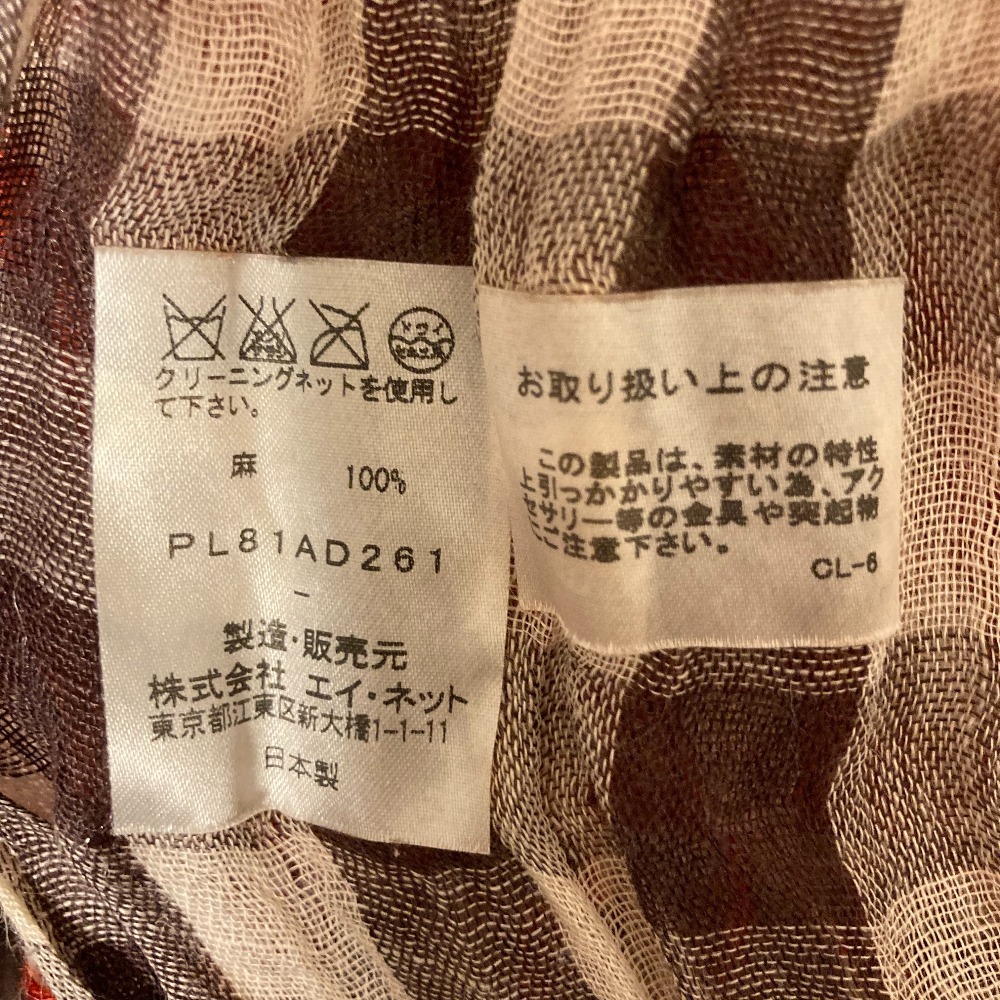 ドライ
クリーニングネットを使用し
て下さい。
麻 100%
PL81AD261
-
製造・販売元
株式会社 エイ・ネット
東京都江東区新大橋1-1-11
日本製
お取り扱い上の注意
この製品は、素材の特性
上引っかかりやすい為、アク
セサリー等の金具や突起物
にご注意下さい。
CL-6